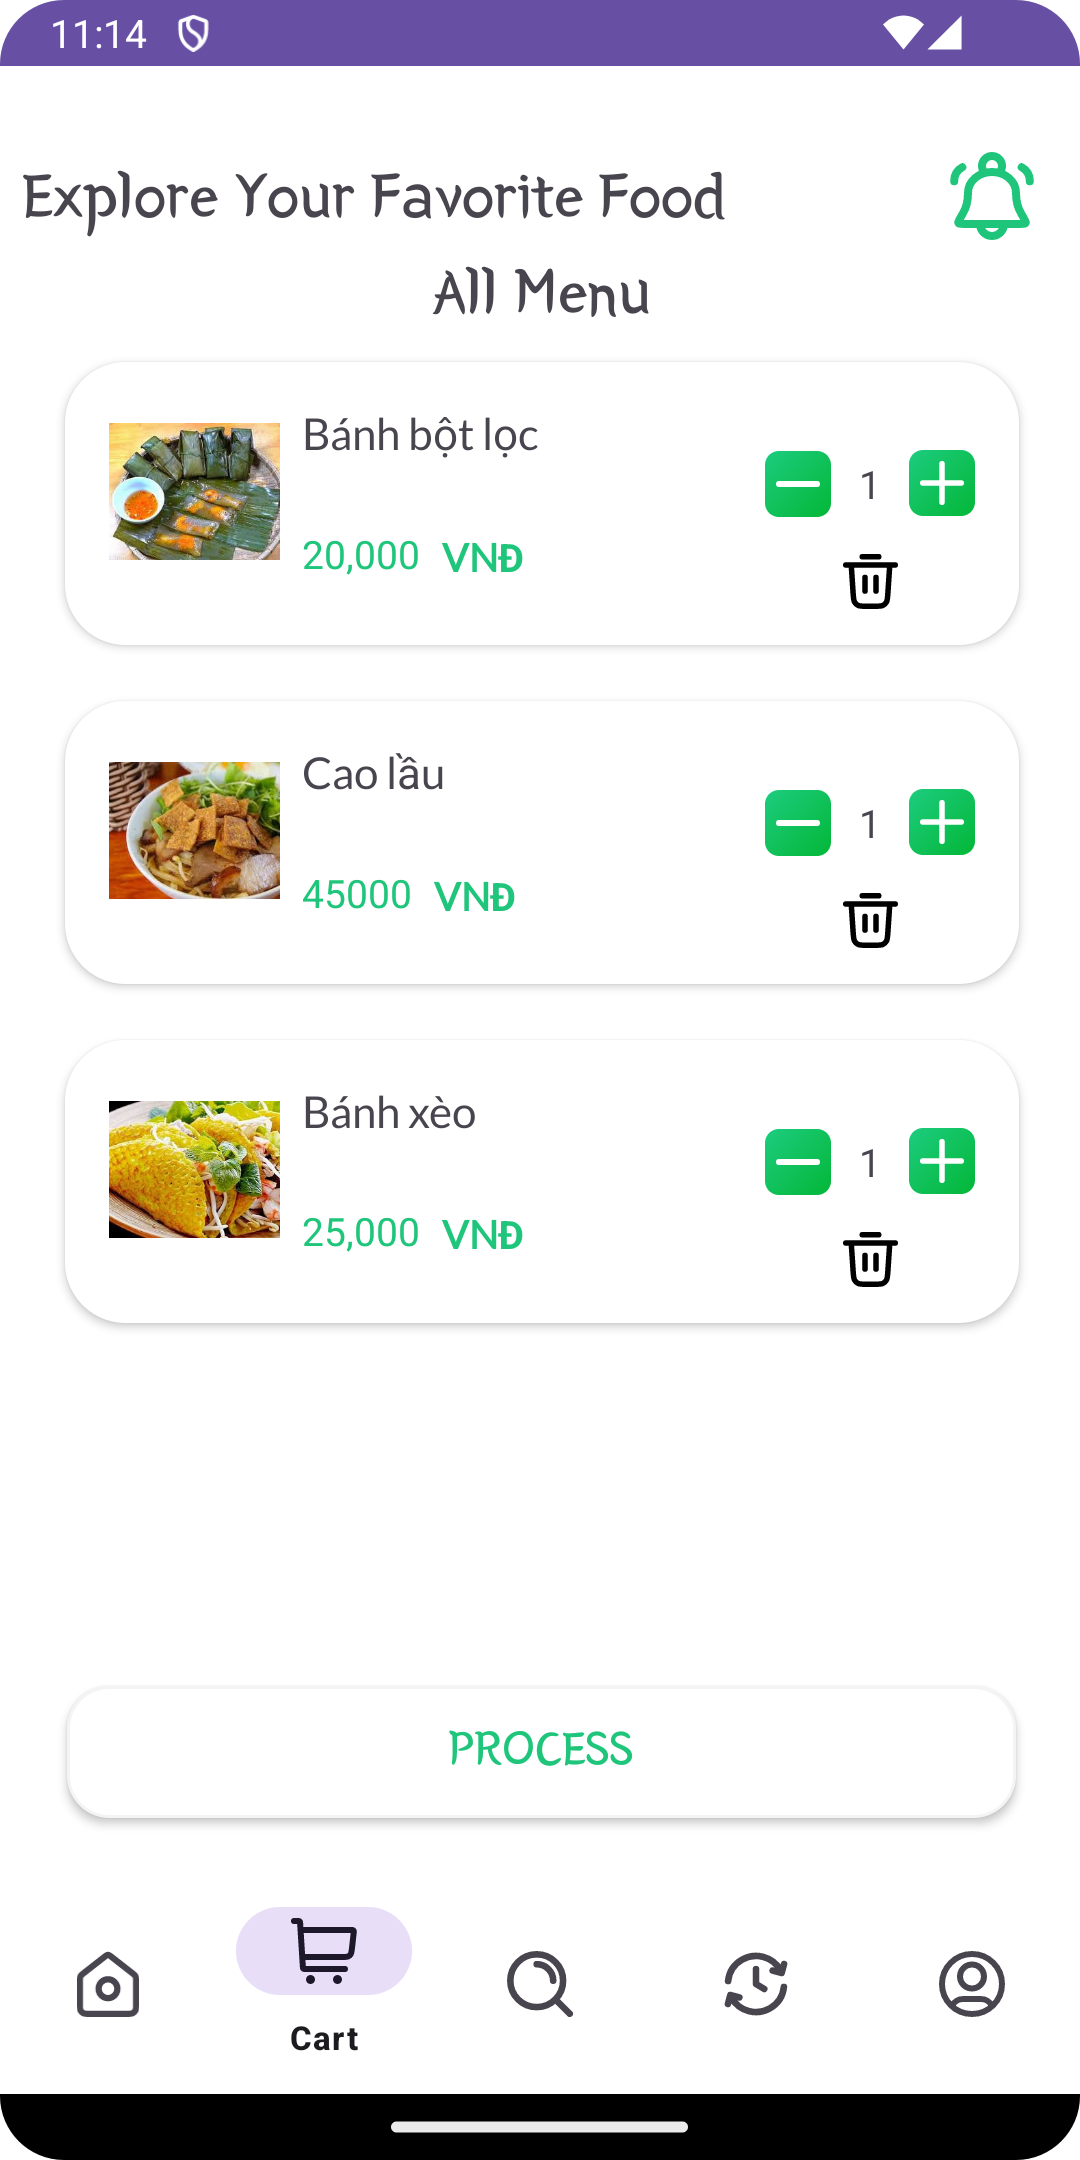 11:14
Explore Your Favorite Food
All Menu
Bánh bột lọc
1
20,000 VNĐ
Cao lầu
1
45000 VNĐ
Bánh xèo
1
25,000 VNĐ
PROCESS
Cart